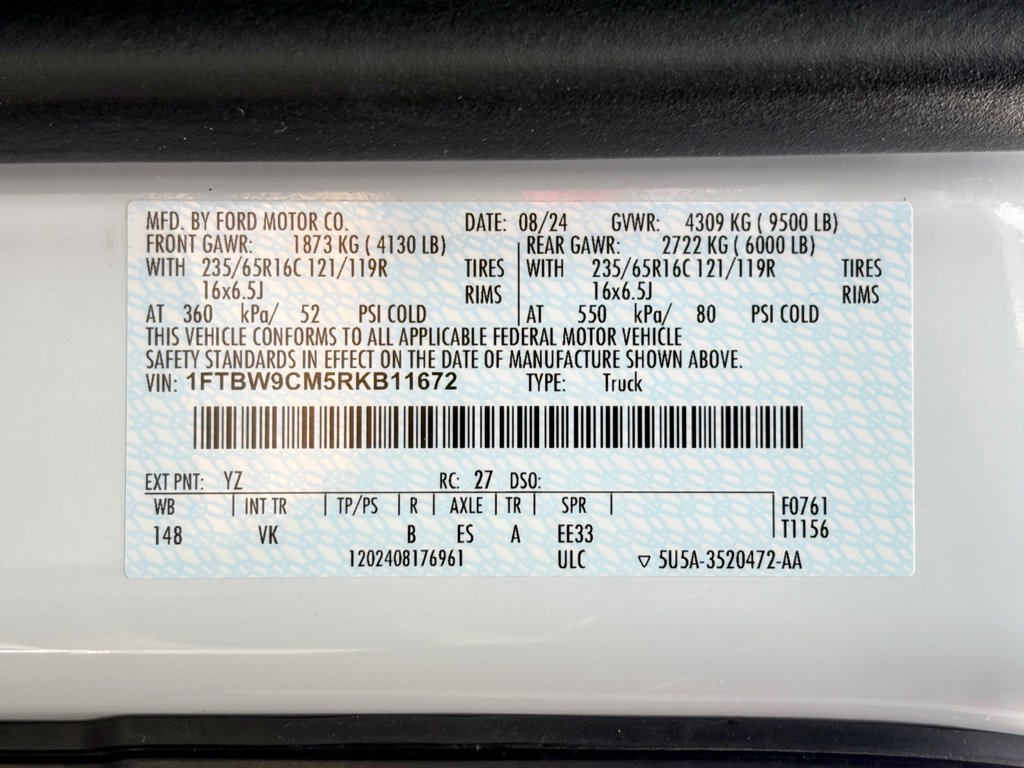 MFD. BY FORD MOTOR CO. DATE: 08/24 GVWR: 4309 KG ( 9500 LB)
FRONT GAWR: 1873 KG ( 4130 LB) REAR GAWR: 2722 KG ( 6000 LB)
WITH 235/65R16C 121/119R TIRES WITH 235/65R16C 121/119R TIRES
16x6.5J RIMS 16x6.5J RIMS
AT 360 kPa/ 52 PSI COLD AT 550 kPa/ 80 PSI COLD
THIS VEHICLE CONFORMS TO ALL APPLICABLE FEDERAL MOTOR VEHICLE
SAFETY STANDARDS IN EFFECT ON THE DATE OF MANUFACTURE SHOWN ABOVE.
VIN: 1FTBW9CM5RKB11672 TYPE: Truck
EXT PNT: YZ RC: 27 DSO:
WB INT TR TP/PS R AXLE TR SPR F0761
148 VK B ES A EE33 T1156
1202408176961 ULC ▽ 5U5A-3520472-AA